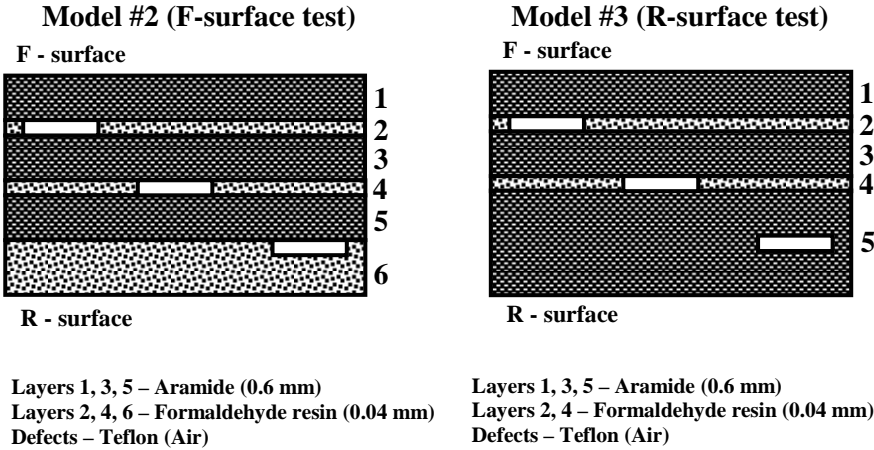 Model #2 (F-surface test)
F - surface
1
2
3
4
5
6
R - surface
Layers 1, 3, 5 – Aramide (0.6 mm)
Layers 2, 4, 6 – Formaldehyde resin (0.04 mm)
Defects – Teflon (Air)
Model #3 (R-surface test)
F - surface
1
2
3
4
5
R - surface
Layers 1, 3, 5 – Aramide (0.6 mm)
Layers 2, 4 – Formaldehyde resin (0.04 mm)
Defects – Teflon (Air)